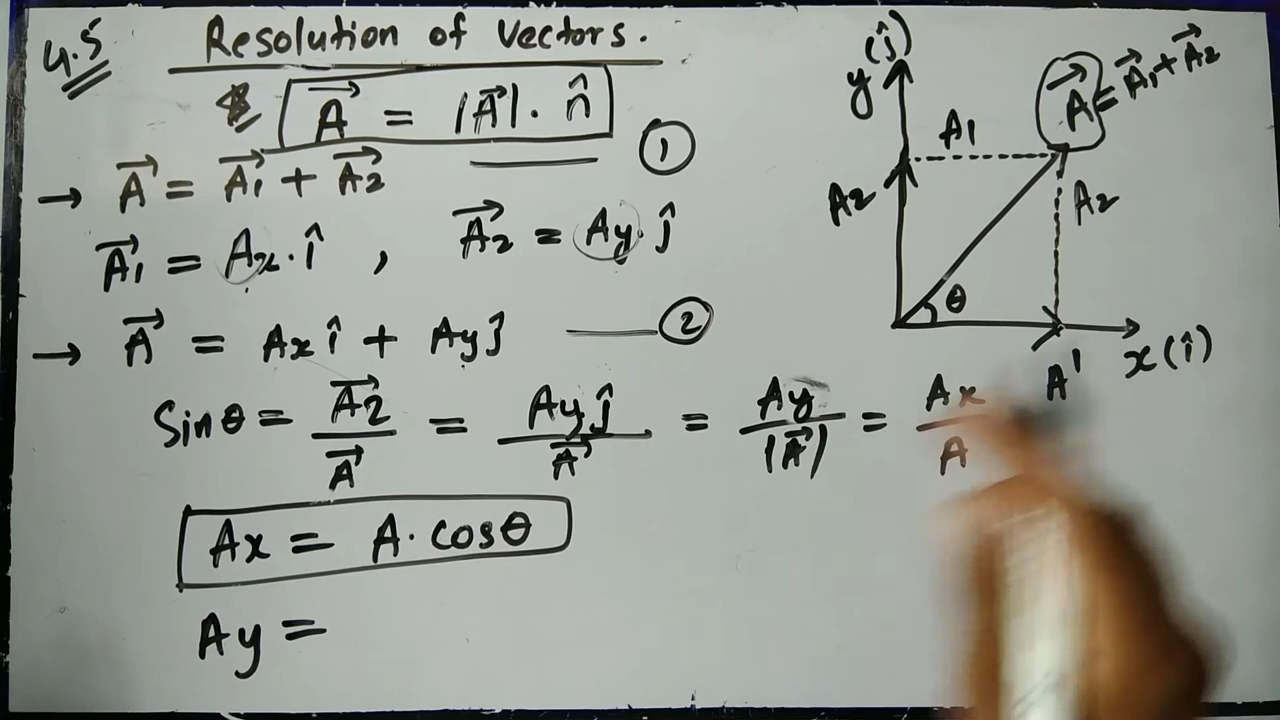 4.5 Resolution of vectors.
A⃗ = |A⃗| · n̂
① 
→ A⃗ = A⃗1 + A⃗2
A⃗1 = Ax · î , A⃗2 = Ay · ĵ
→ A⃗ = Ax î + Ay ĵ ②
Sinθ = A⃗2 / A⃗ = Ay ĵ / A⃗ = Ay / |A⃗| = Ax / A
Ax = A · cosθ
Ay =
y (ĵ)
A⃗ = A⃗1 + A⃗2
A1
A2
A2
θ
A'
x (î)